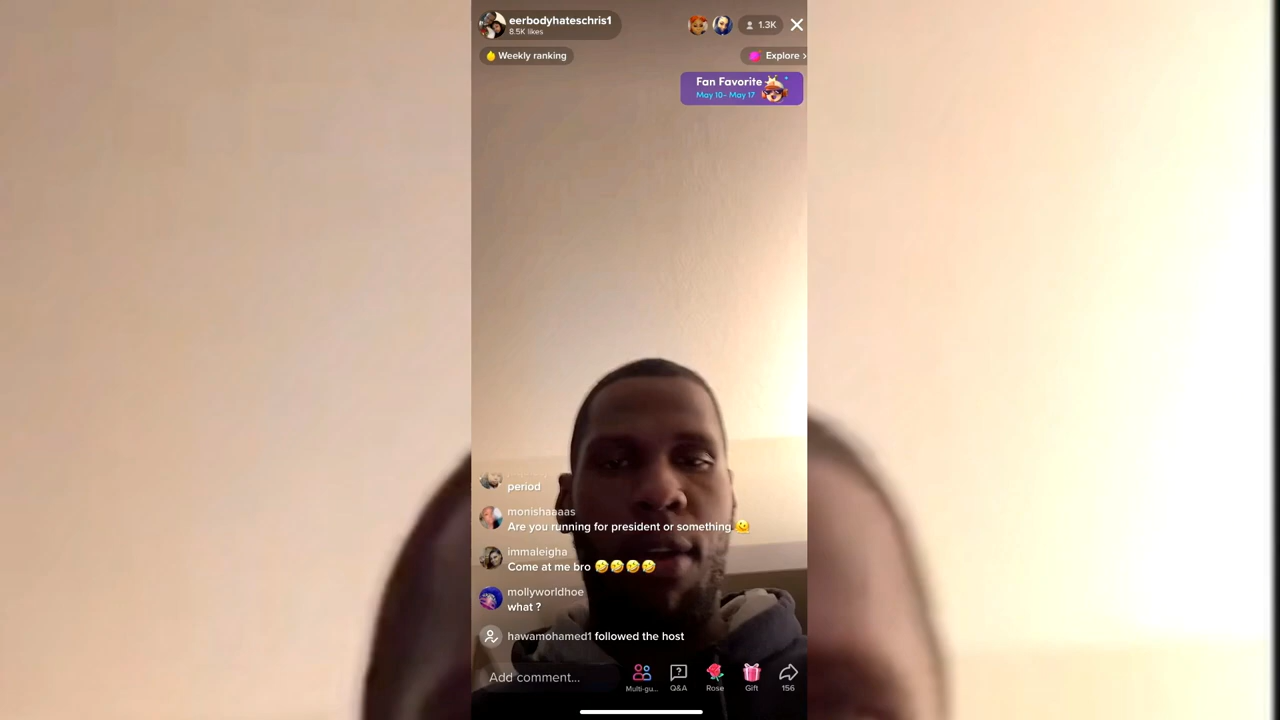 eerbodyhateschris1
8.5K likes
1.3K
Weekly ranking
Explore
Fan Favorite
May 10- May 17
period
monishaaaas
Are you running for president or something 🫠
immaleigha
Come at me bro 🤣🤣🤣🤣
mollyworldhoe
what ?
hawamohamed1 followed the host
Add comment...
Multi-gu...
Q&A
Rose
Gift
156